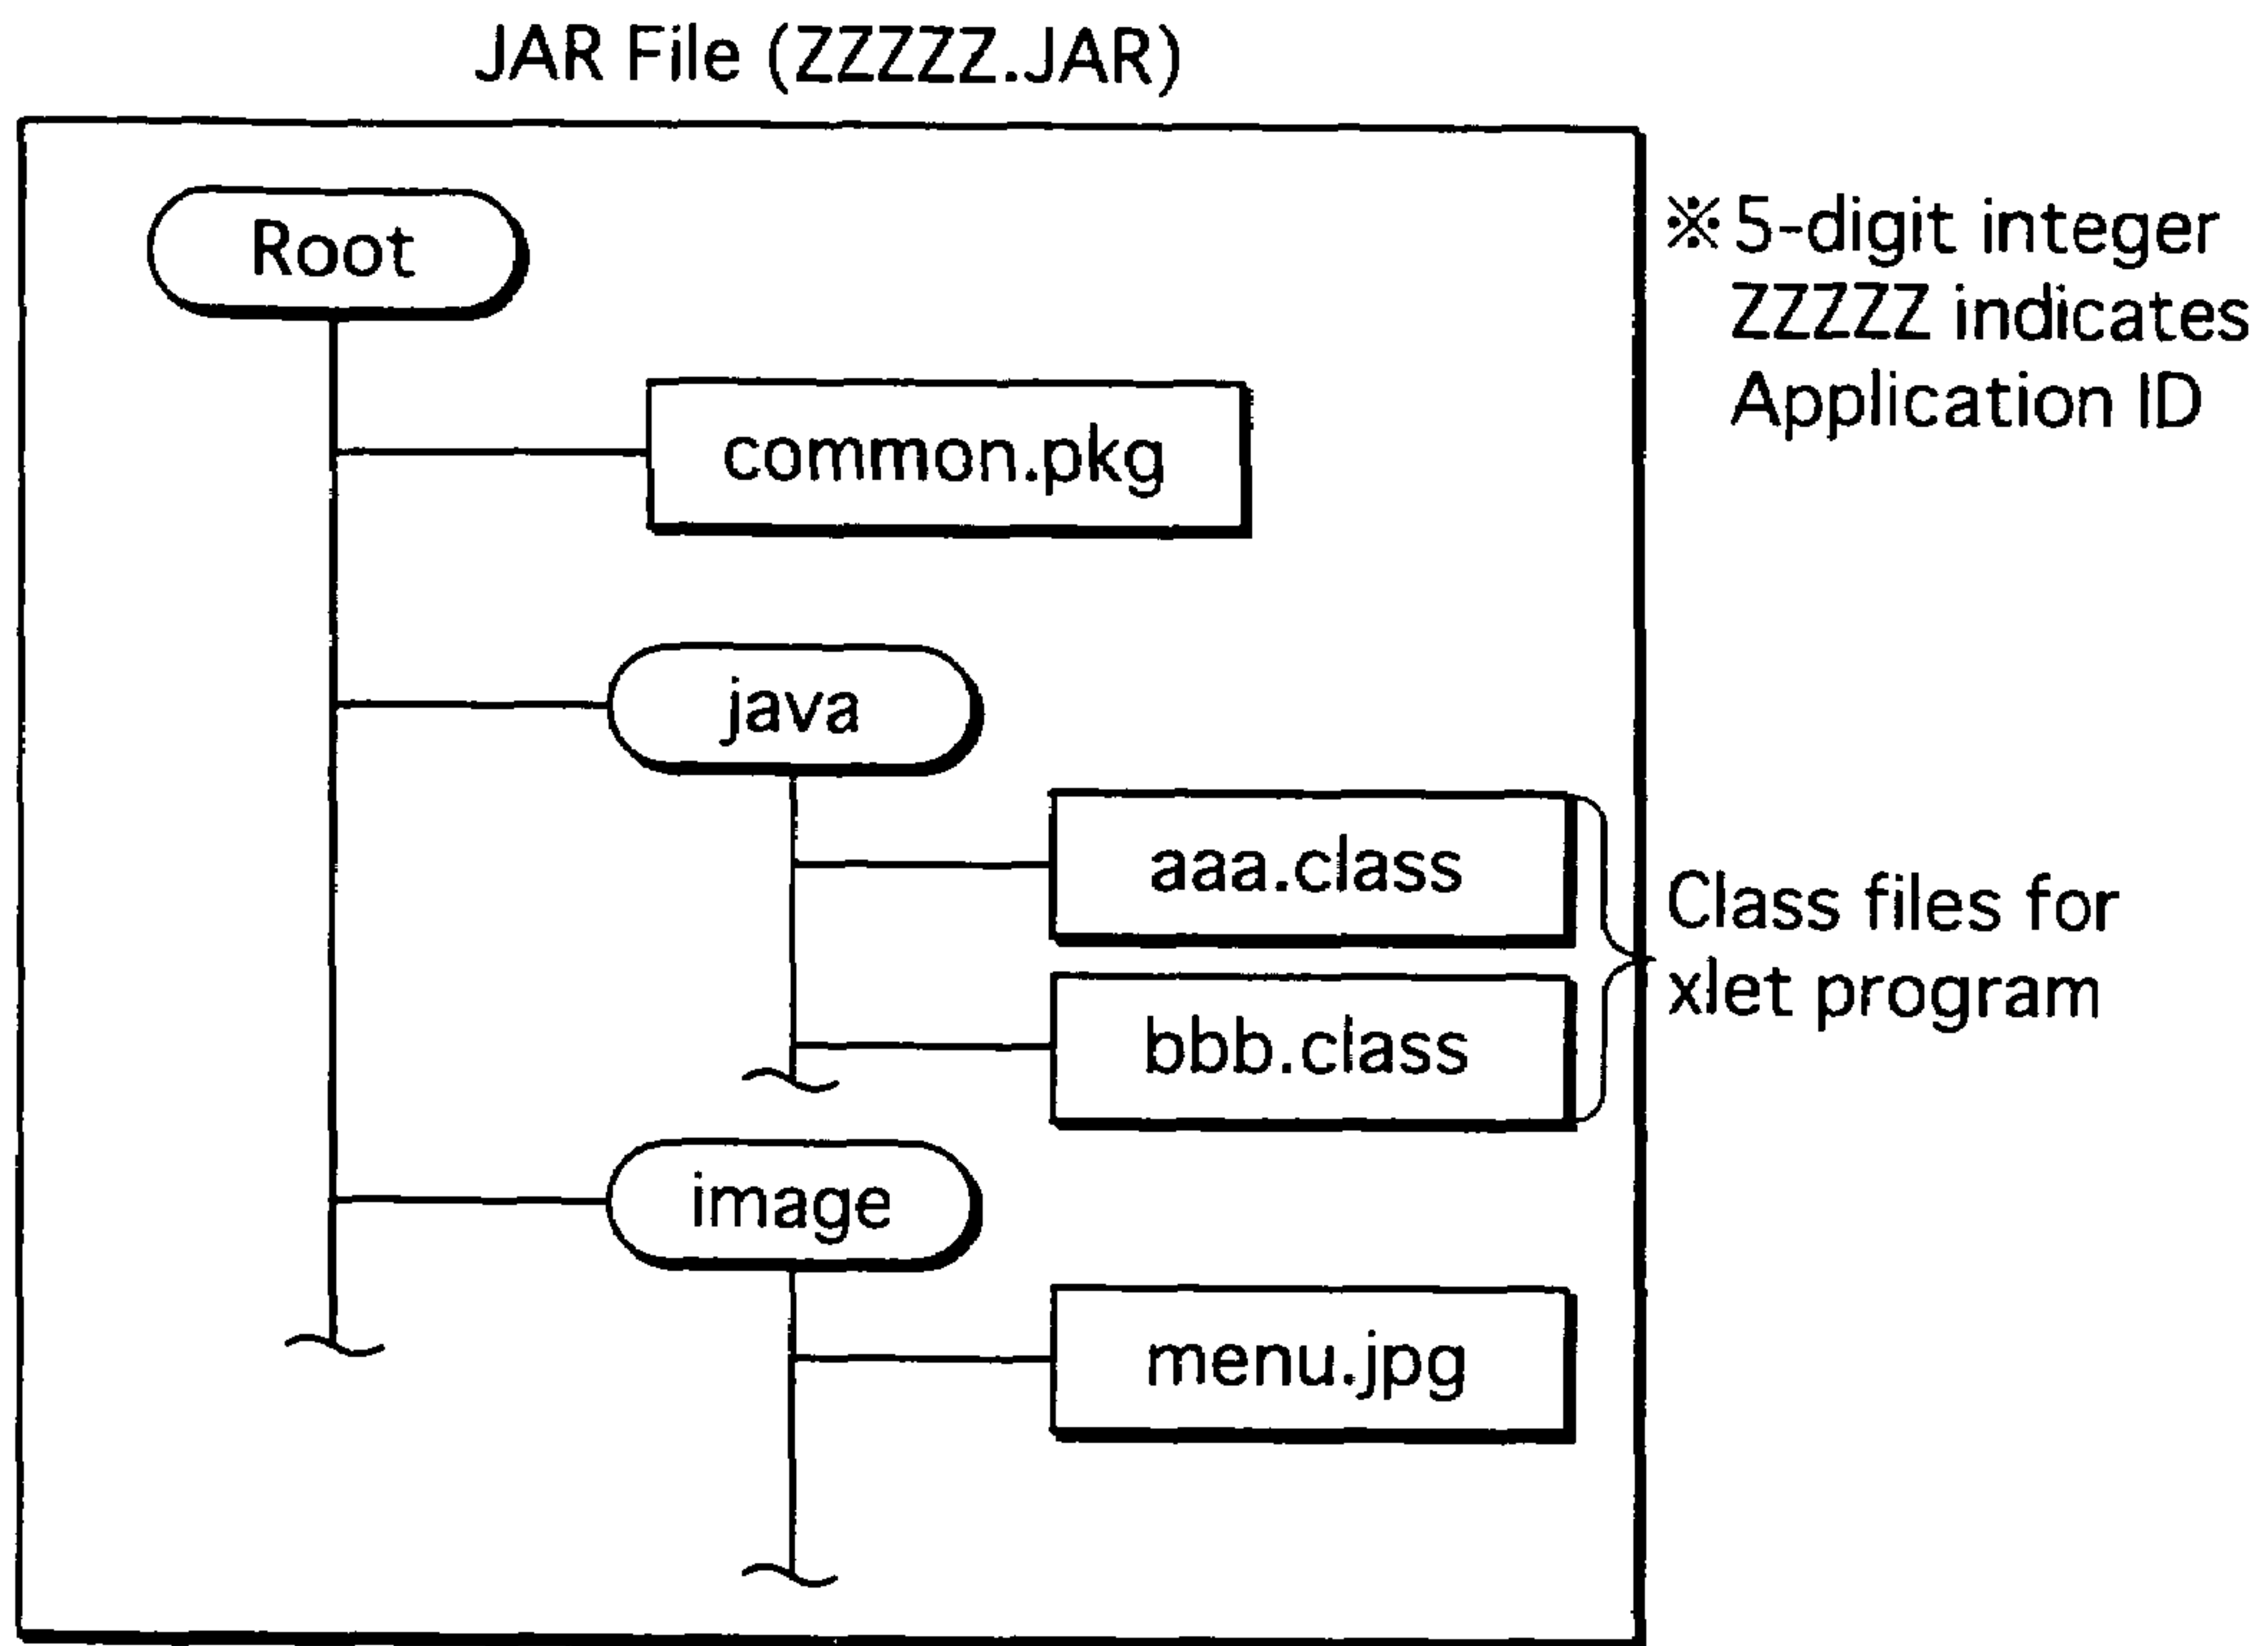 JAR File (ZZZZZ.JAR)
Root
※ 5-digit integer
ZZZZZ indicates
Application ID
common.pkg
java
aaa.class
Class files for
xlet program
bbb.class
image
menu.jpg